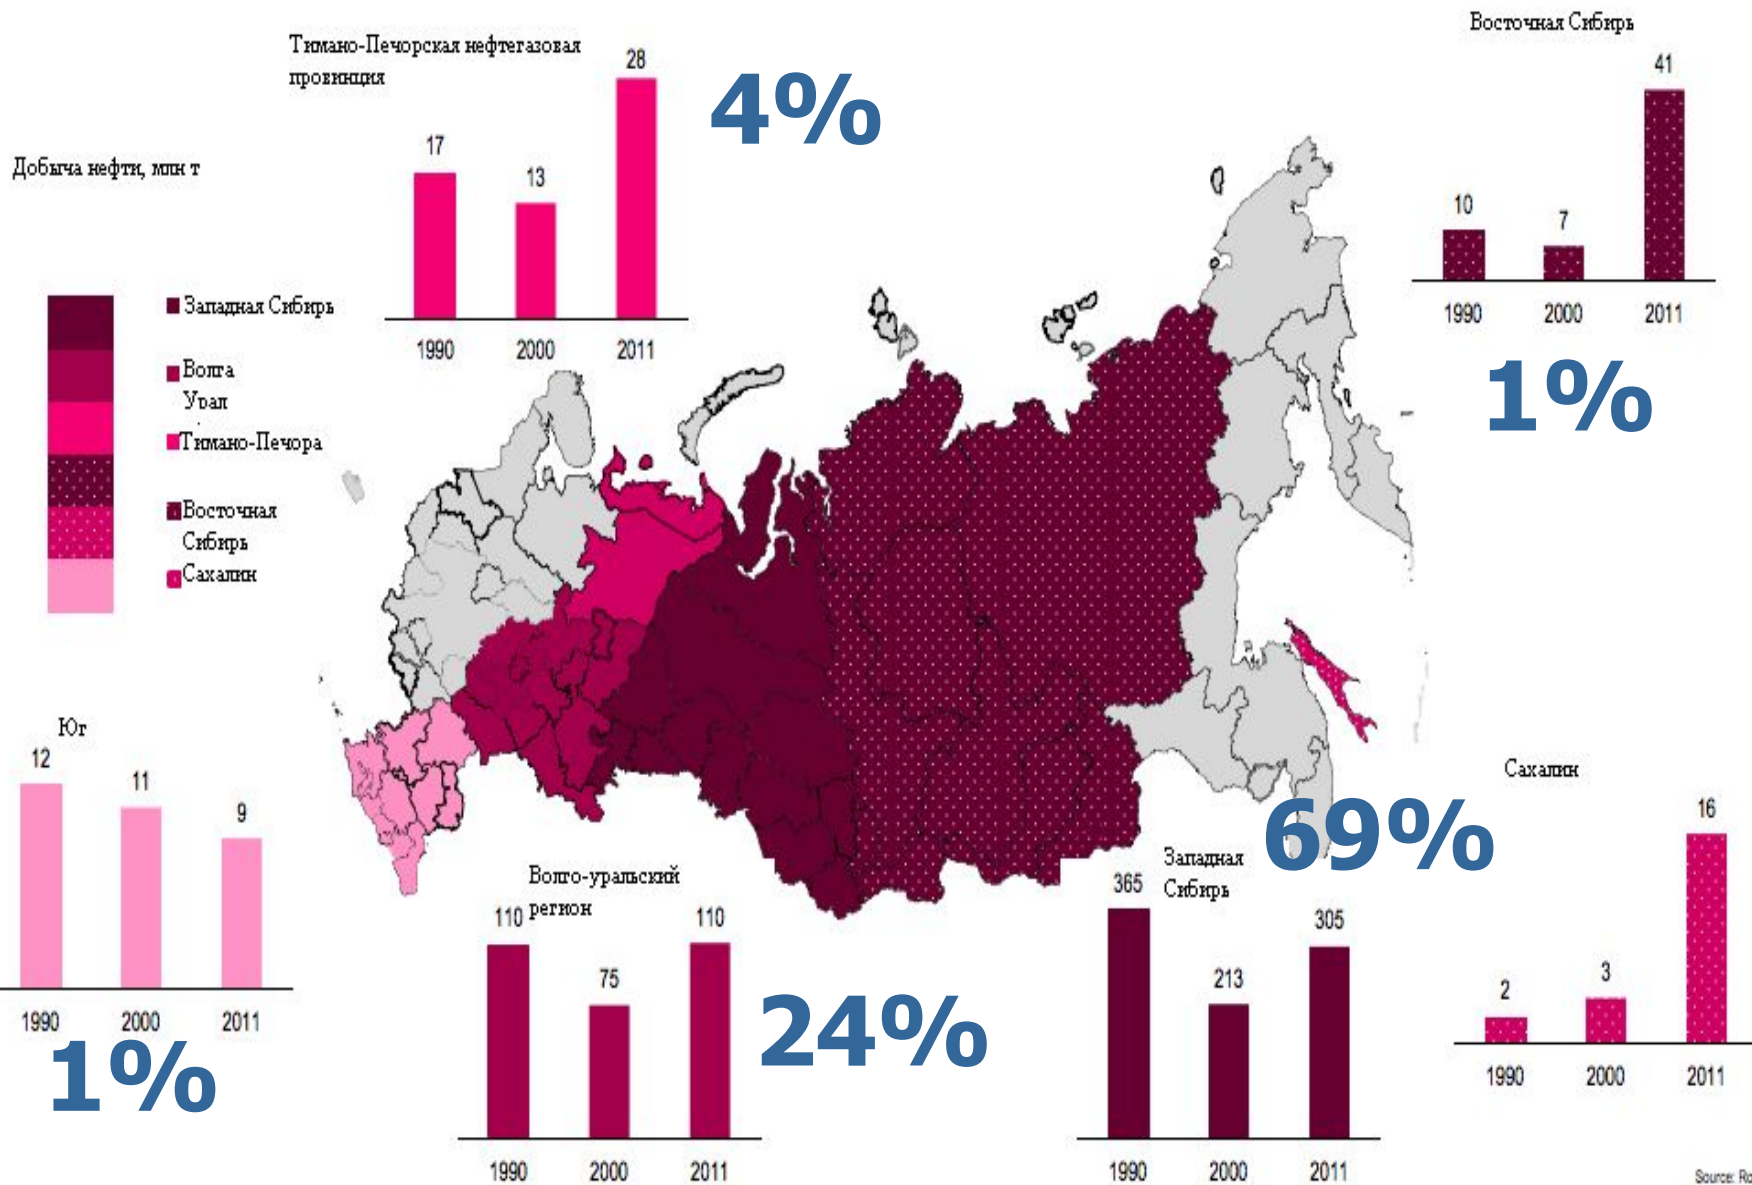 Тимано-Печорская нефтегазовая
провинция
28
17
13
1990 2000 2011
4%
Восточная Сибирь
41
10
7
1990 2000 2011
1%
Добыча нефти, млн т
Западная Сибирь
Волга
Урал
Тимано-Печора
Восточная
Сибирь
Сахалин
Юг
12
11
9
1990 2000 2011
1%
Волго-уральский
регион
110
75
110
1990 2000 2011
24%
69%
Западная
Сибирь
365
213
305
1990 2000 2011
Сахалин
16
2
3
1990 2000 2011
Source: